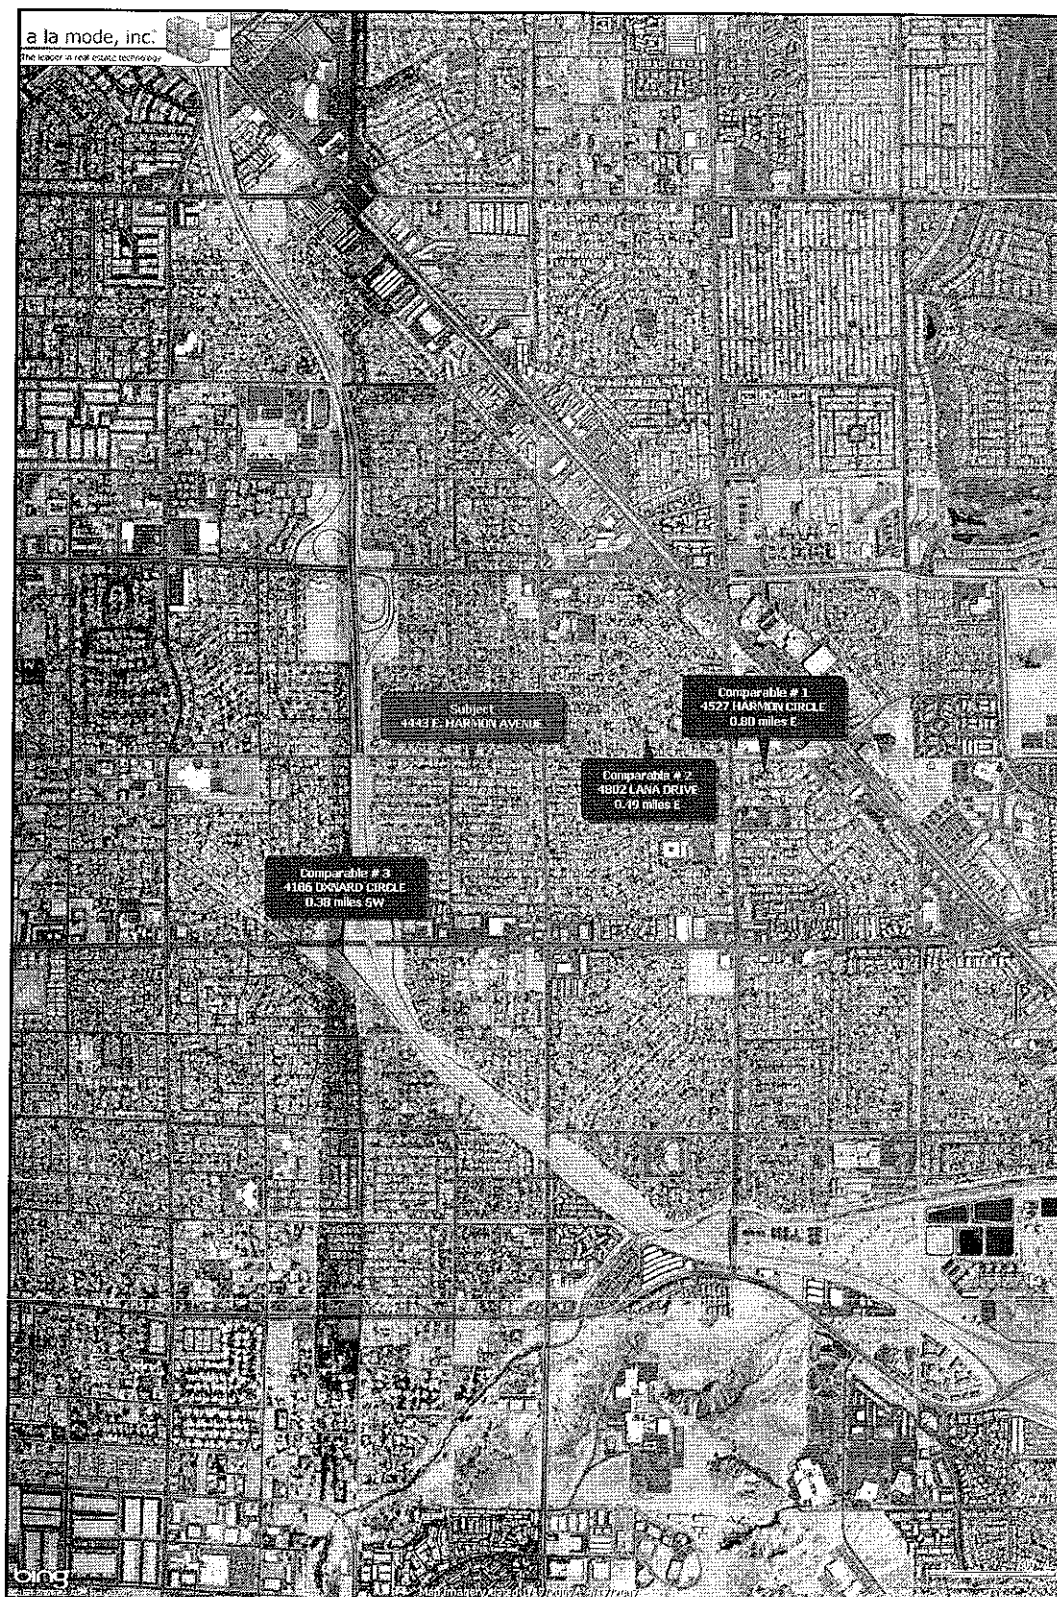 a la mode, inc.
The leader in real estate technology
Subject
4443 E. HARMON AVENUE
Comparable # 1
4527 HARMON CIRCLE
0.80 miles E
Comparable # 2
4802 LANA DRIVE
0.49 miles E
Comparable # 3
4186 OXNARD CIRCLE
0.38 miles SW
bing